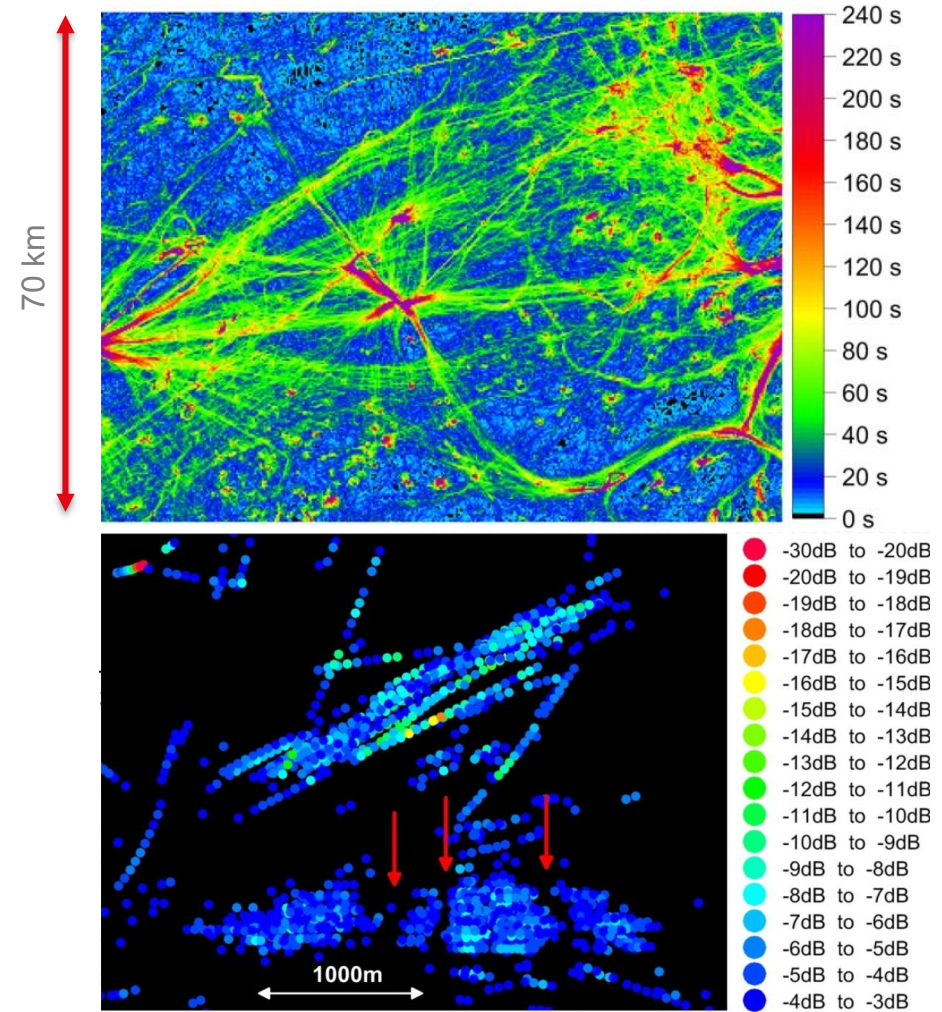 70 km
240 s
220 s
200 s
180 s
160 s
140 s
120 s
100 s
80 s
60 s
40 s
20 s
0 s
-30dB to -20dB
-20dB to -19dB
-19dB to -18dB
-18dB to -17dB
-17dB to -16dB
-16dB to -15dB
-15dB to -14dB
-14dB to -13dB
-13dB to -12dB
-12dB to -11dB
-11dB to -10dB
-10dB to -9dB
-9dB to -8dB
-8dB to -7dB
-7dB to -6dB
-6dB to -5dB
-5dB to -4dB
-4dB to -3dB
1000m